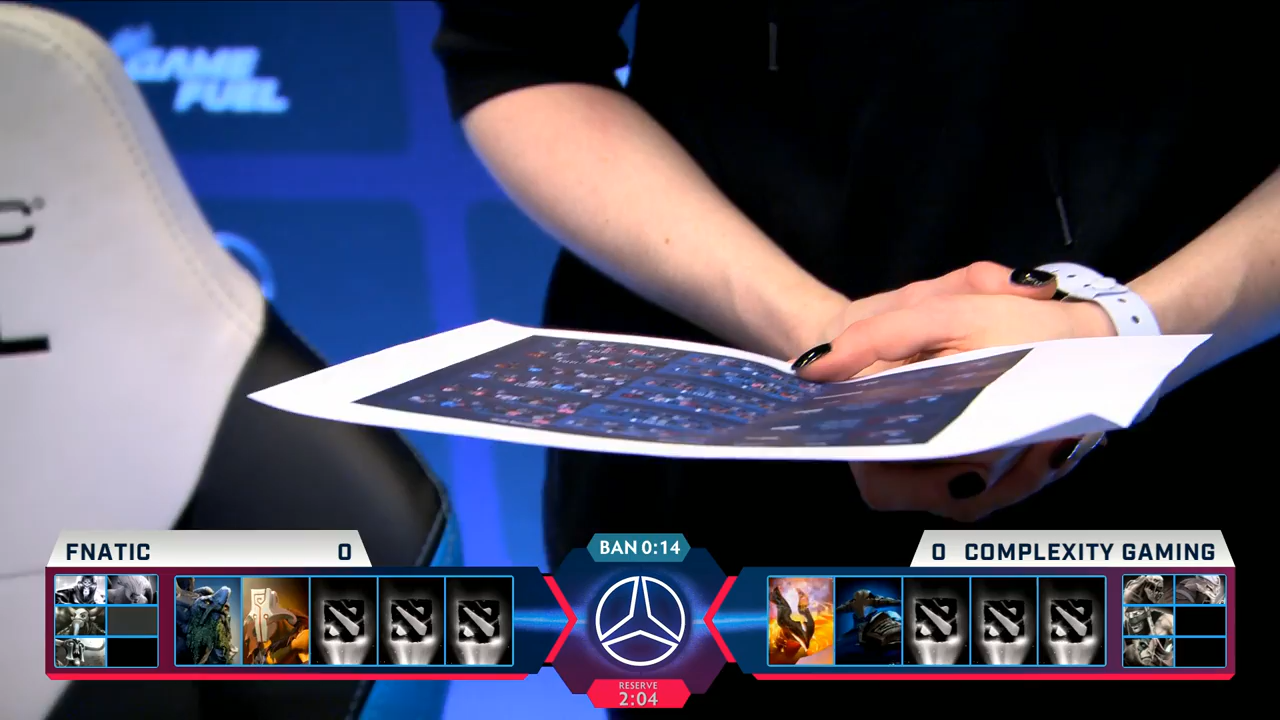 GAME
FUEL
BAN 0:14
FNATIC 0
0 COMPLEXITY GAMING
RESERVE
2:04